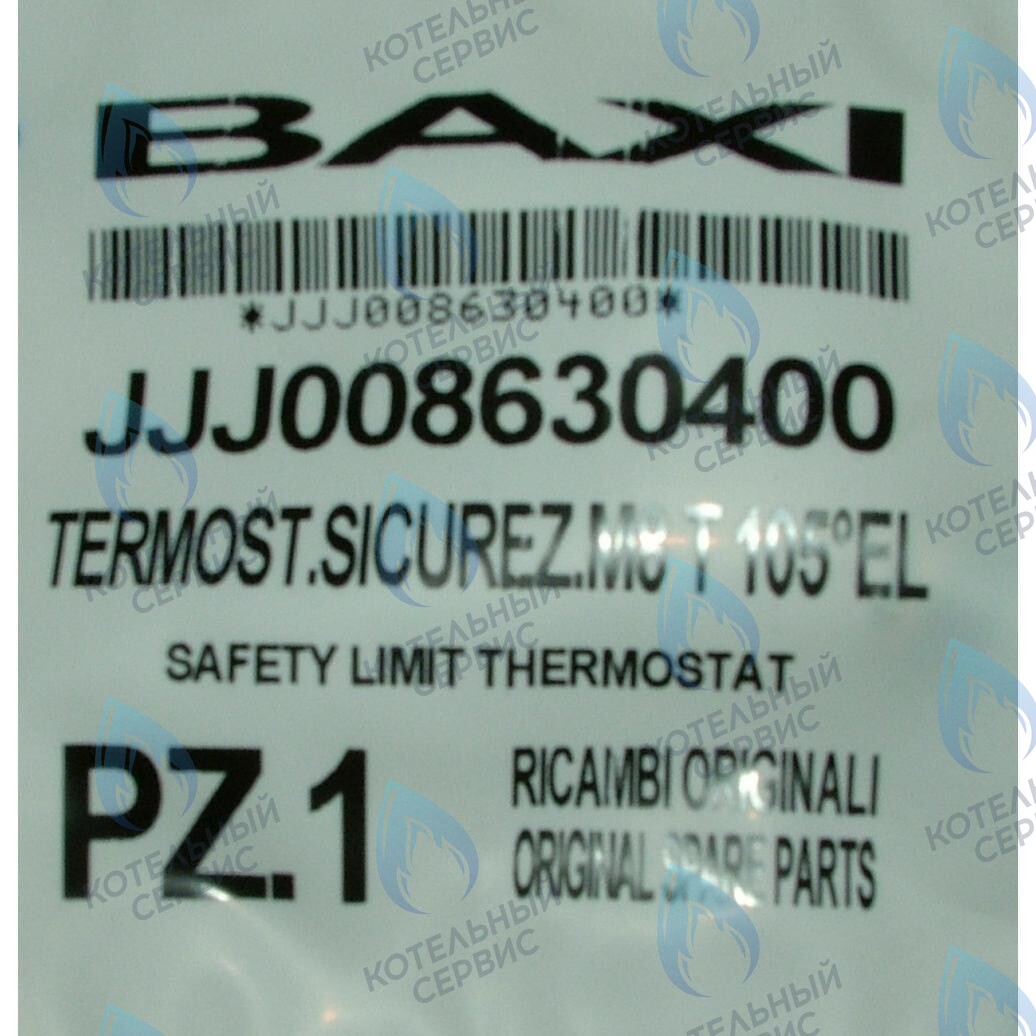 BAXI
*JJJ008630400*
JJJ008630400
TERMOST.SICUREZ.M6 T 105°EL
SAFETY LIMIT THERMOSTAT
PZ.1
RICAMBI ORIGINALI
ORIGINAL SPARE PARTS
КОТЕЛЬНЫЙ
СЕРВИС